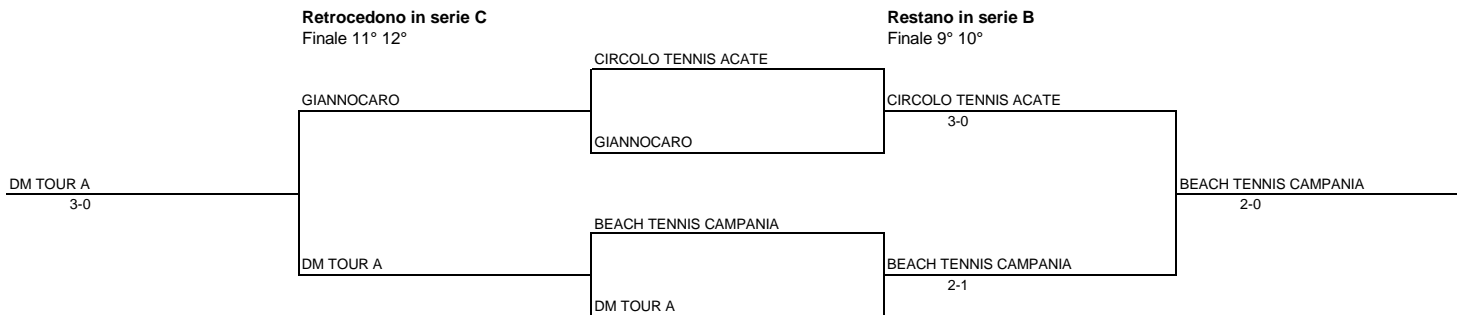 Retrocedono in serie C
Restano in serie B
Finale 11° 12°
Finale 9° 10°
CIRCOLO TENNIS ACATE
GIANNOCARO
CIRCOLO TENNIS ACATE
3-0
GIANNOCARO
DM TOUR A
BEACH TENNIS CAMPANIA
3-0
2-0
BEACH TENNIS CAMPANIA
DM TOUR A
BEACH TENNIS CAMPANIA
2-1
DM TOUR A